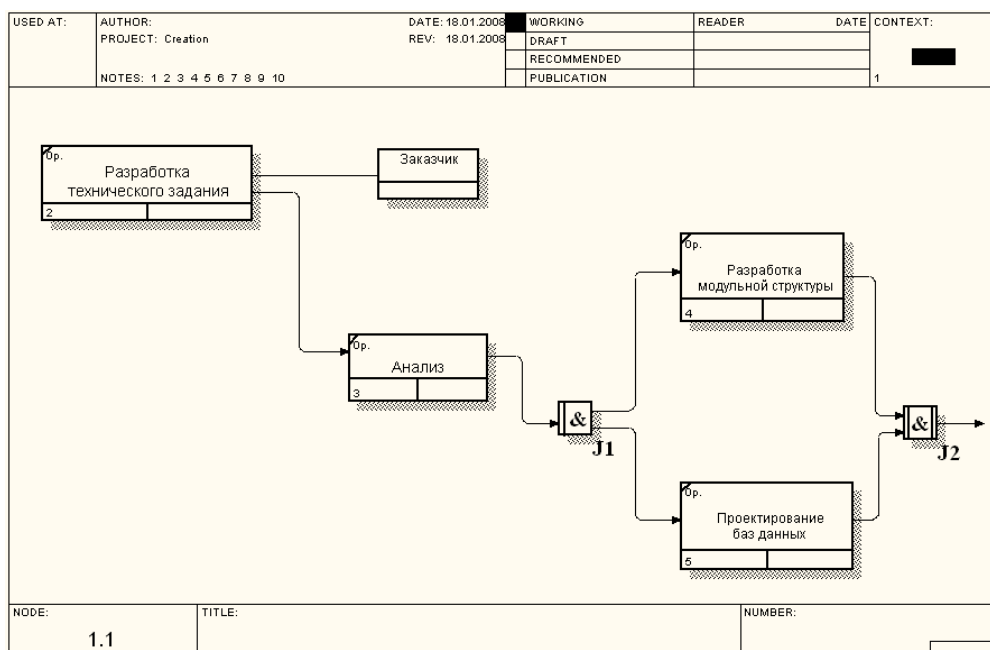 USED AT:
AUTHOR:
DATE: 18.01.2008
PROJECT: Creation
REV: 18.01.2008
NOTES: 1 2 3 4 5 6 7 8 9 10
WORKING
DRAFT
RECOMMENDED
PUBLICATION
READER
DATE
CONTEXT:
1
0р.
Разработка
технического задания
2
Заказчик
0р.
Разработка
модульной структуры
4
0р.
Анализ
3
&
J1
&
J2
0р.
Проектирование
баз данных
5
NODE:
1.1
TITLE:
NUMBER: